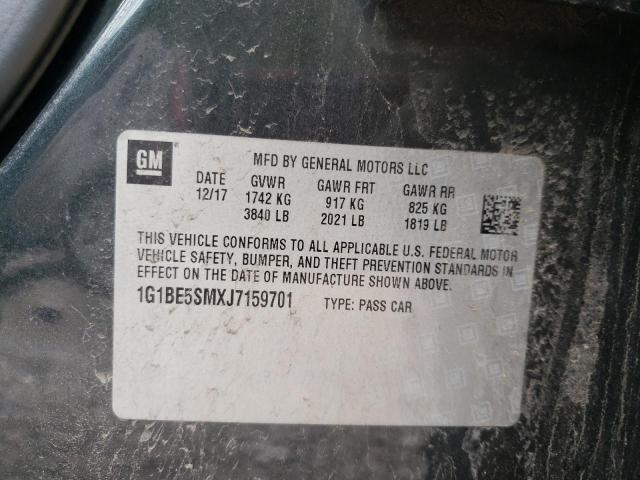 GM
MFD BY GENERAL MOTORS LLC
DATE GVWR GAWR FRT GAWR RR
12/17 1742 KG 917 KG 825 KG
3840 LB 2021 LB 1819 LB
THIS VEHICLE CONFORMS TO ALL APPLICABLE U.S. FEDERAL MOTOR
VEHICLE SAFETY, BUMPER, AND THEFT PREVENTION STANDARDS IN
EFFECT ON THE DATE OF MANUFACTURE SHOWN ABOVE.
1G1BE5SMXJ7159701 TYPE: PASS CAR